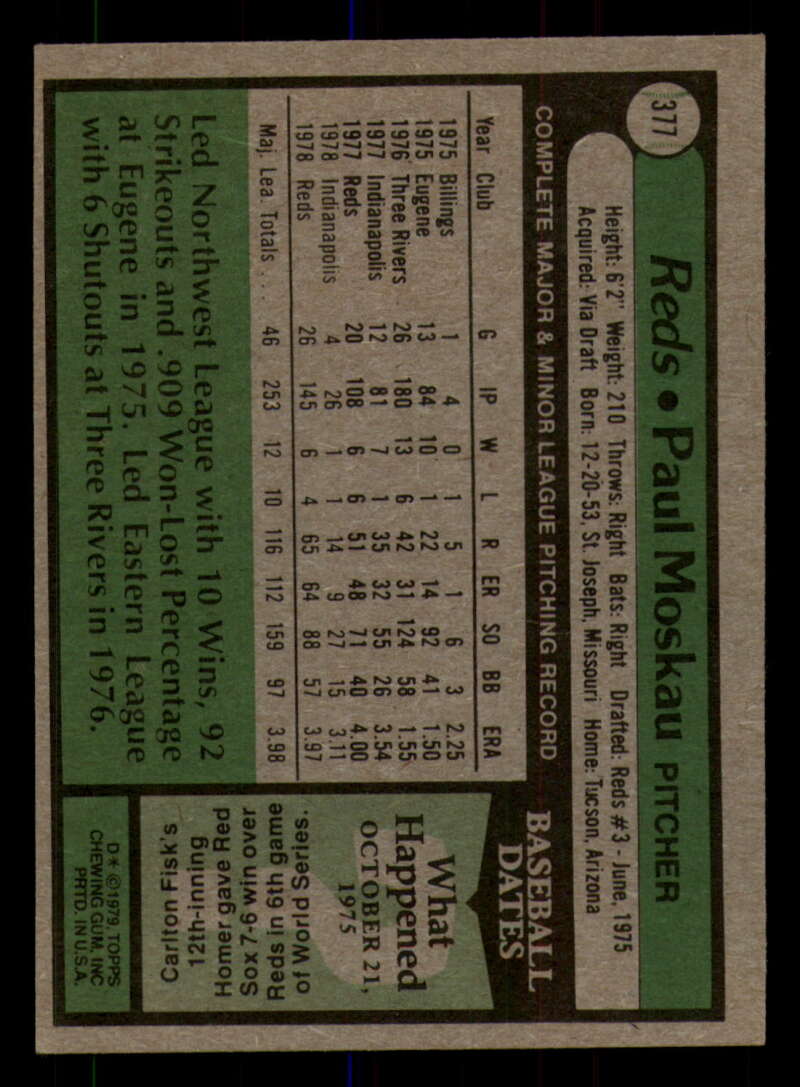 377
Reds • Paul Moskau PITCHER
Height: 6'2" Weight: 210 Throws: Right Bats: Right Drafted: Reds #3 - June, 1975
Acquired: Via Draft Born: 12-20-53, St. Joseph, Missouri Home: Tucson, Arizona
COMPLETE MAJOR & MINOR LEAGUE PITCHING RECORD
Year Club G IP W L R ER SO BB ERA
1975 Billings 1 4 0 1 5 1 6 3 2.25
1975 Eugene 13 84 10 1 22 14 92 41 1.50
1976 Three Rivers 26 180 13 6 42 31 124 58 1.55
1977 Indianapolis 12 81 7 1 35 32 55 26 3.54
1977 Reds 20 108 6 6 51 48 71 40 4.00
1978 Indianapolis 4 26 1 1 14 9 27 15 3.11
1978 Reds 26 145 6 4 65 64 88 57 3.97
Maj. Lea. Totals . . . 46 253 12 10 116 112 159 97 3.98
Led Northwest League with 10 Wins, 92
Strikeouts and .909 Won-Lost Percentage
at Eugene in 1975. Led Eastern League
with 6 Shutouts at Three Rivers in 1976.
BASEBALL
DATES
What
Happened
OCTOBER 21,
1975
Carlton Fisk's
12th-inning
Homer gave Red
Sox 7-6 win over
Reds in 6th game
of World Series.
D* ©1979, TOPPS
CHEWING GUM, INC
PRTD. IN U.S.A.